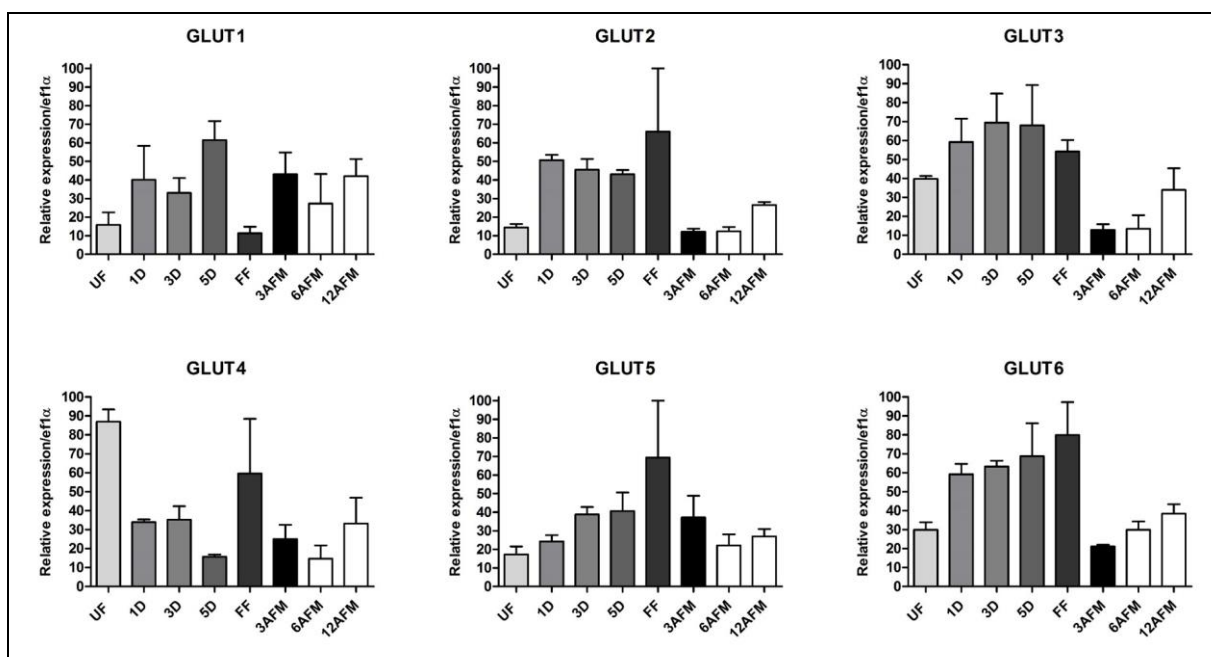 GLUT1
Relative expression/ef1α
100
90
80
70
60
50
40
30
20
10
0
UF
1D
3D
5D
FF
3AFM
6AFM
12AFM
GLUT2
Relative expression/ef1α
100
90
80
70
60
50
40
30
20
10
0
UF
1D
3D
5D
FF
3AFM
6AFM
12AFM
GLUT3
Relative expression/ef1α
100
90
80
70
60
50
40
30
20
10
0
UF
1D
3D
5D
FF
3AFM
6AFM
12AFM
GLUT4
Relative expression/ef1α
100
90
80
70
60
50
40
30
20
10
0
UF
1D
3D
5D
FF
3AFM
6AFM
12AFM
GLUT5
Relative expression/ef1α
100
90
80
70
60
50
40
30
20
10
0
UF
1D
3D
5D
FF
3AFM
6AFM
12AFM
GLUT6
Relative expression/ef1α
100
90
80
70
60
50
40
30
20
10
0
UF
1D
3D
5D
FF
3AFM
6AFM
12AFM